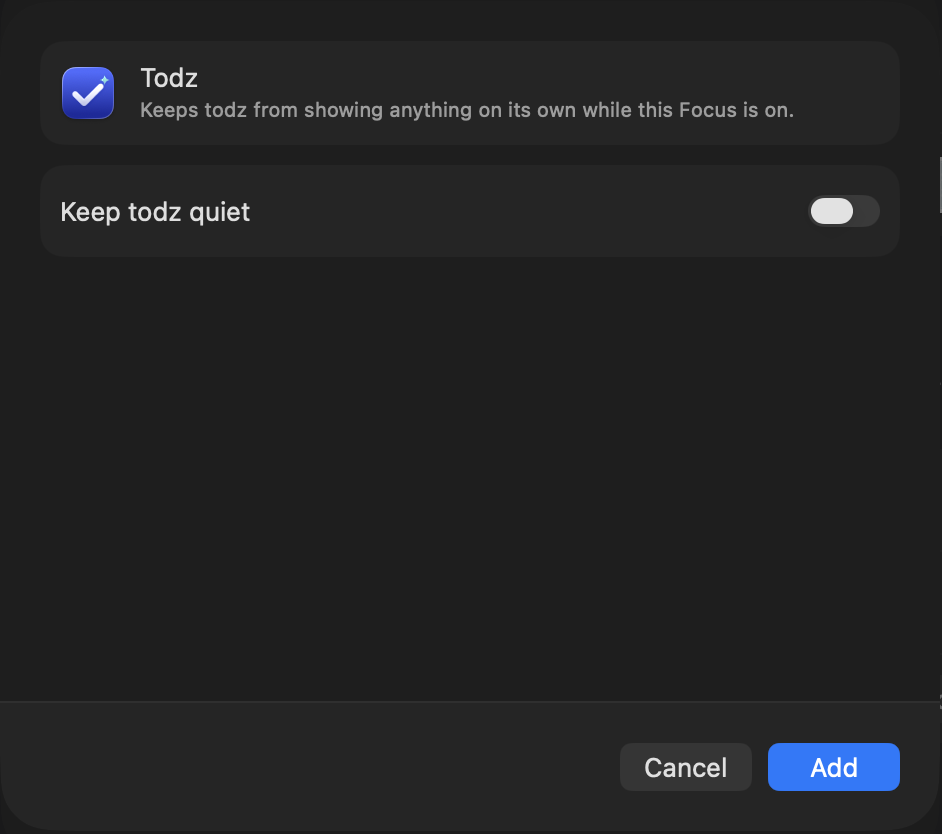 Todz
Keeps todz from showing anything on its own while this Focus is on.
Keep todz quiet
Cancel
Add